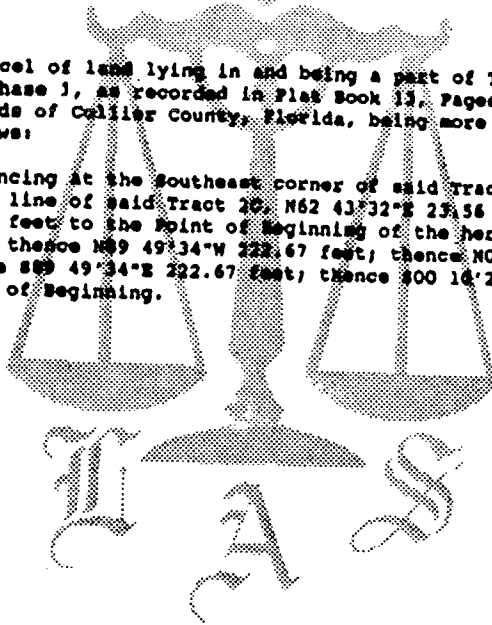 cel of land lying in and being a part of T
hase 1, as recorded in Plat Book 13, Pages
ds of Collier County, Florida, being more
ws:
ncing at the Southeast corner of said Trac
line of said Tract 2C, N62 43'32"E 23.56
feet to the Point of Beginning of the her
thence N89 49'34"W 222.67 feet; thence N0
e S89 49'34"E 222.67 feet; thence S00 10'2
of Beginning.
L A S